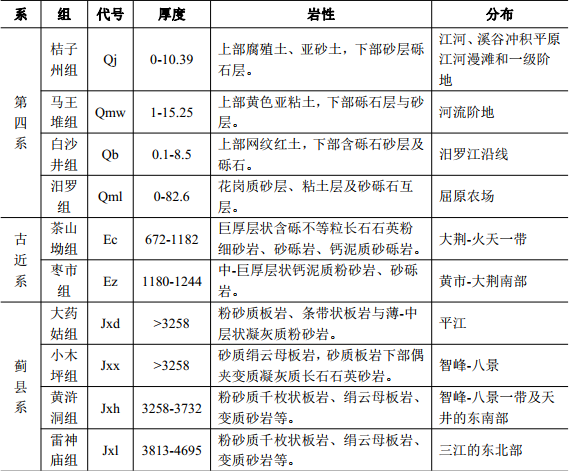 系 组 代号 厚度 岩性 分布
第四系
桔子州组 Qj 0-10.39 上部腐殖土、亚砂土，下部砂层砾石层。 江河、溪谷冲积平原江河漫滩和一级阶地
马王堆组 Qmw 1-15.25 上部黄色亚粘土，下部砾石层与砂层。 河流阶地
白沙井组 Qb 0.1-8.5 上部网纹红土，下部含砾石砂层及砾石。 汨罗江沿线
汨罗组 Qml 0-82.6 花岗质砂层、粘土层及砂砾石互层。 屈原农场
古近系
茶山坳组 Ec 672-1182 巨厚层状含砾不等粒长石石英粉细砂岩、砂砾岩、钙泥质砂砾岩。 大荆-火天一带
枣市组 Ez 1180-1244 中-巨厚层状钙泥质粉砂岩、砂砾岩。 黄市-大荆南部
蓟县系
大药姑组 Jxd >3258 粉砂质板岩、条带状板岩与薄-中层状凝灰质粉砂岩。 平江
小木坪组 Jxx >3258 砂质绢云母板岩，砂质板岩下部偶夹变质凝灰质长石石英砂岩。 智峰-八景
黄浒洞组 Jxh 3258-3732 粉砂质千枚状板岩、绢云母板岩、变质砂岩等。 智峰-八景一带及天井的东南部
雷神庙组 Jxl 3813-4695 粉砂质千枚状板岩、绢云母板岩、变质砂岩等。 三江的东北部